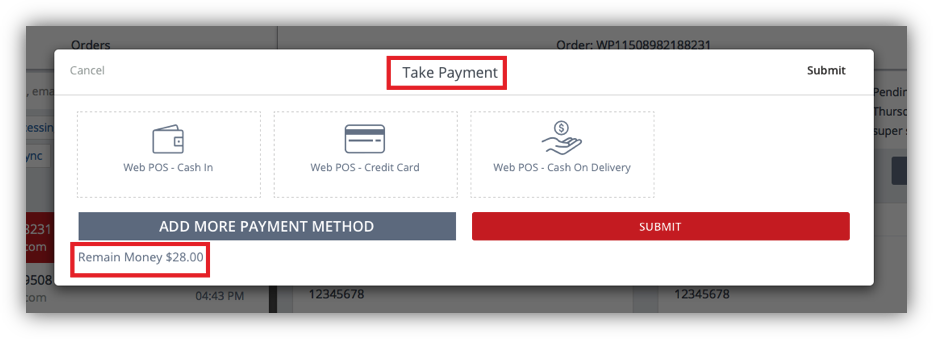 Orders
Order: WP11508982188231
Cancel
Take Payment
Submit
, ema
Pendin
Thursd
super s
cessing
ync
Web POS - Cash In
Web POS - Credit Card
Web POS - Cash On Delivery
ADD MORE PAYMENT METHOD
SUBMIT
8231
com
Remain Money $28.00
9508
com
04:43 PM
12345678
12345678